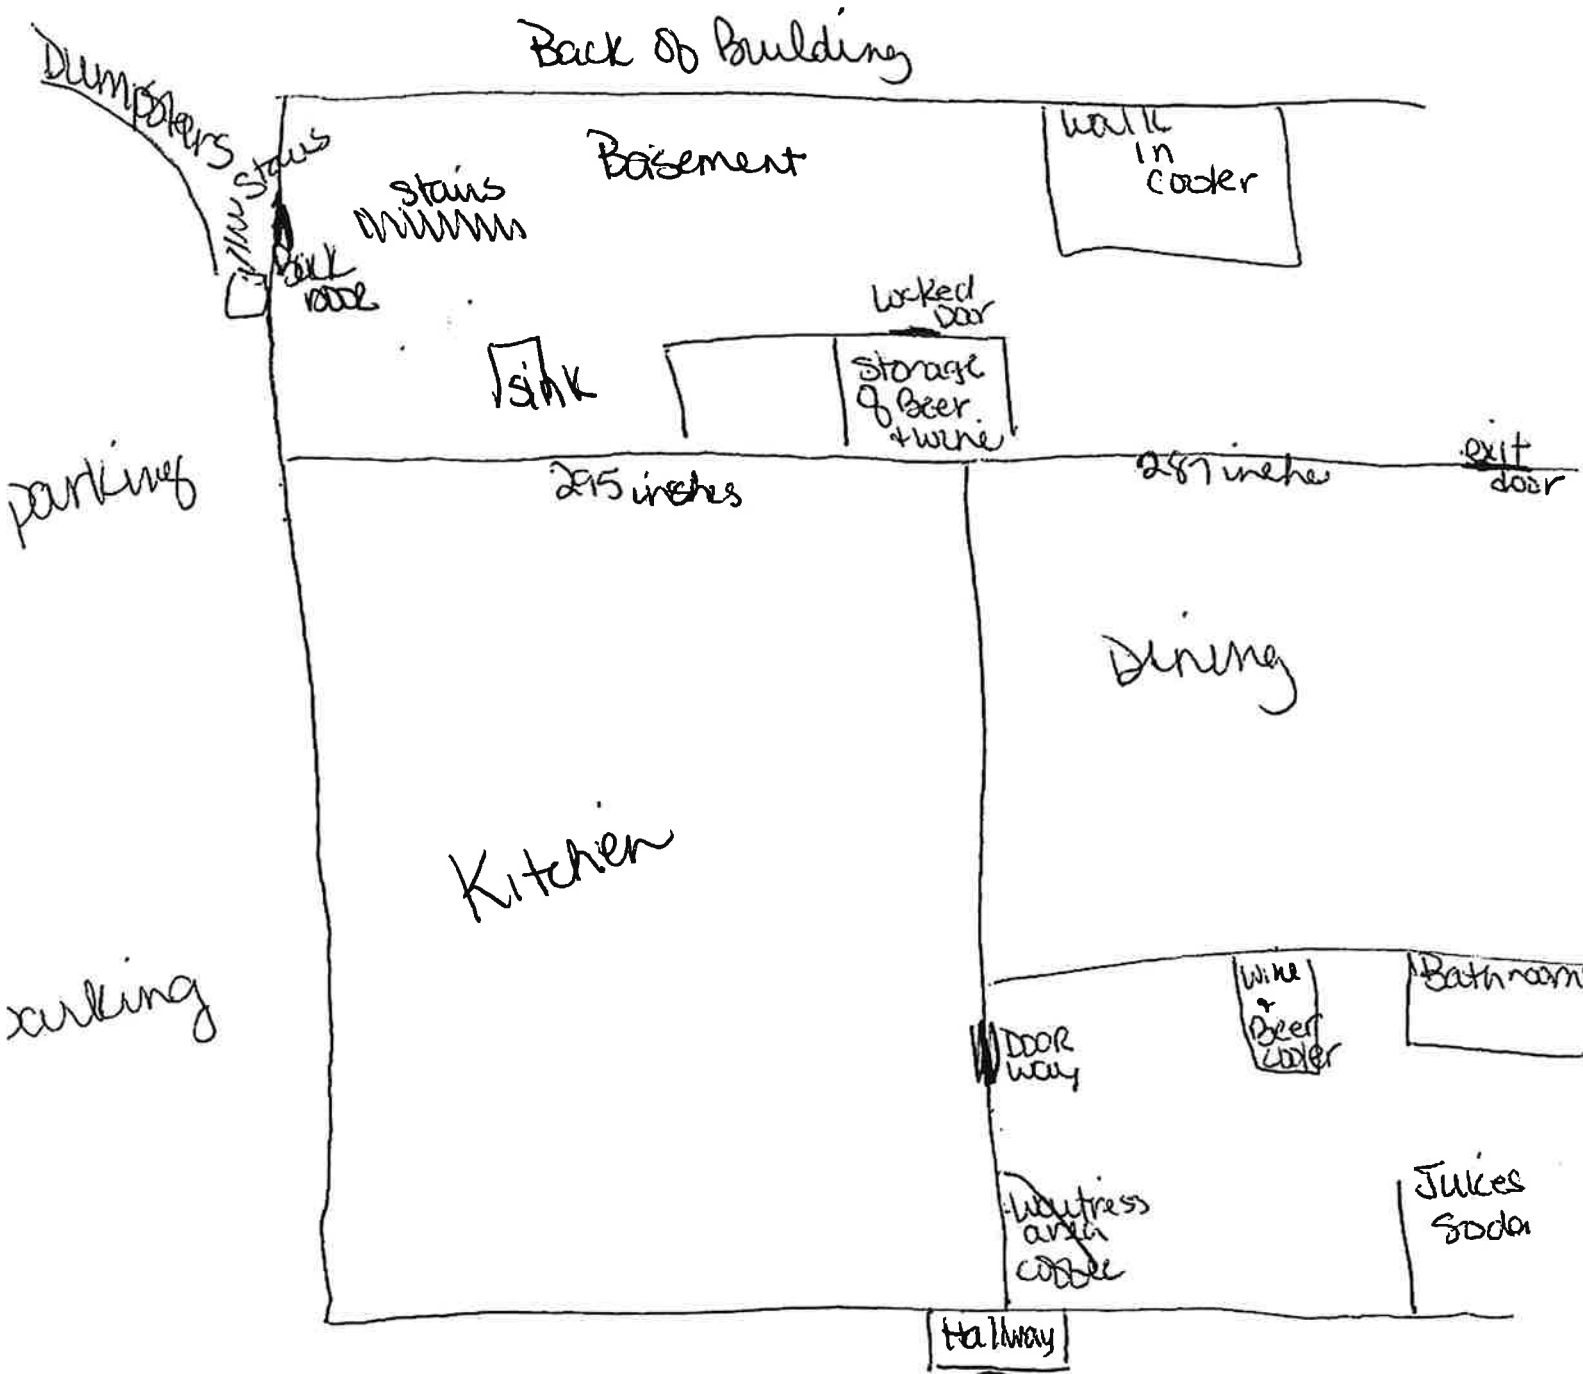 Back of Building
Dumpsters
stairs
stairs
Basement
walk
in
cooler
Back
Door
Locked
Door
sink
Storage
of Beer
+ wine
parking
295 inches
287 inches
exit
door
Dining
Kitchen
parking
Wine
+
Beer
cooler
Bathroom
DOOR
way
waitress
area
coffee
Juices
Soda
Hallway